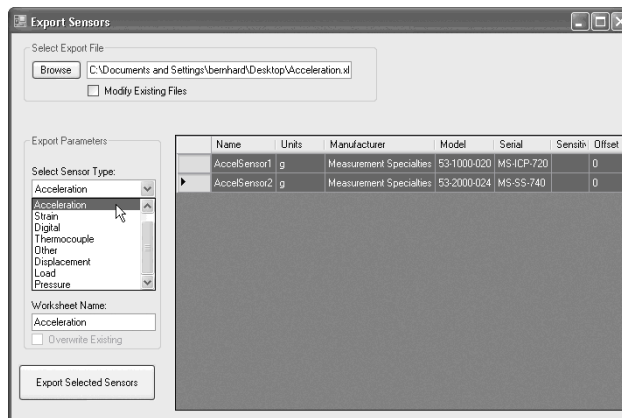 Export Sensors
Select Export File
Browse
C:\Documents and Settings\bernhard\Desktop\Acceleration.xl
Modify Existing Files
Export Parameters
Select Sensor Type:
Acceleration
Acceleration
Strain
Digital
Thermocouple
Other
Displacement
Load
Pressure
Worksheet Name:
Acceleration
Overwrite Existing
Export Selected Sensors
Name Units Manufacturer Model Serial Sensitiv Offset
AccelSensor1 g Measurement Specialties 53-1000-020 MS-ICP-720 0
AccelSensor2 g Measurement Specialties 53-2000-024 MS-SS-740 0